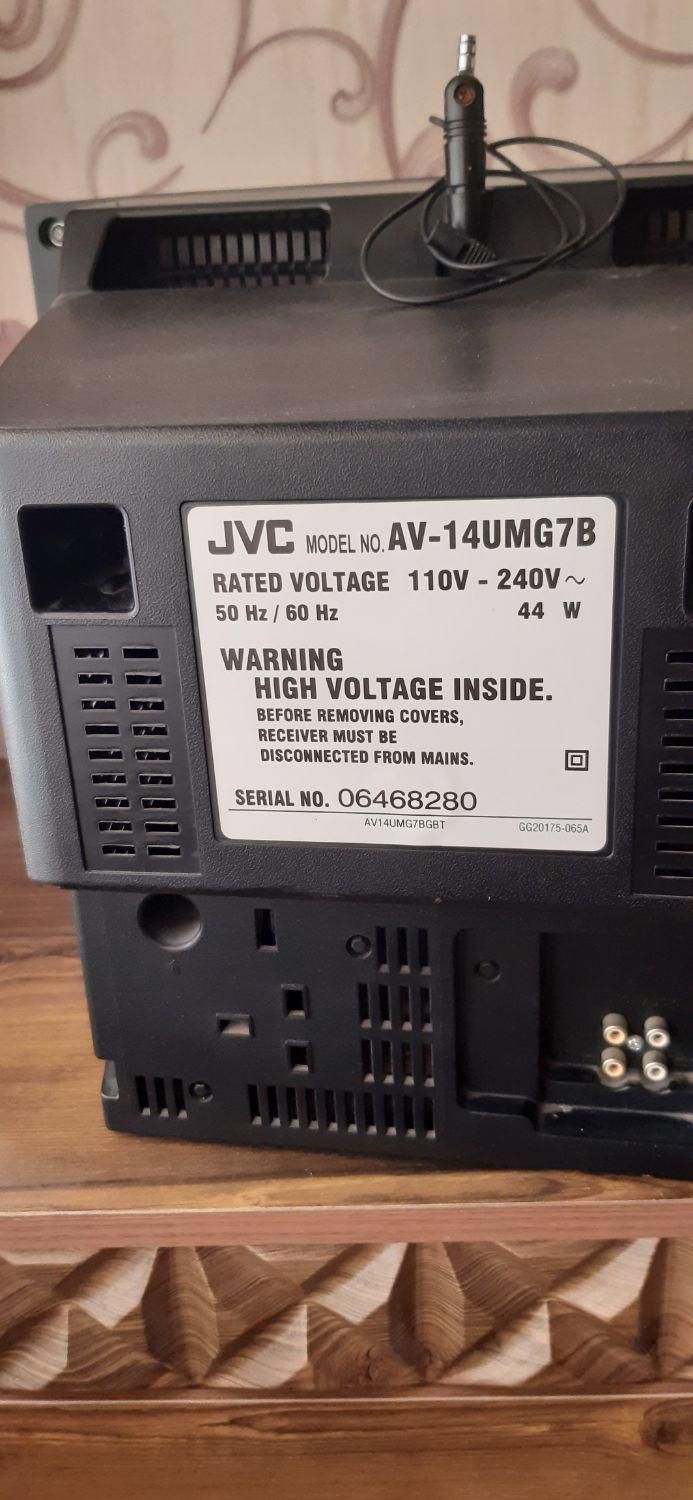 JVC MODEL NO. AV-14UMG7B
RATED VOLTAGE 110V - 240V~
50 Hz / 60 Hz 44 W
WARNING
HIGH VOLTAGE INSIDE.
BEFORE REMOVING COVERS,
RECEIVER MUST BE
DISCONNECTED FROM MAINS.
SERIAL NO. 06468280
AV14UMG7BGBT GG20175-065A